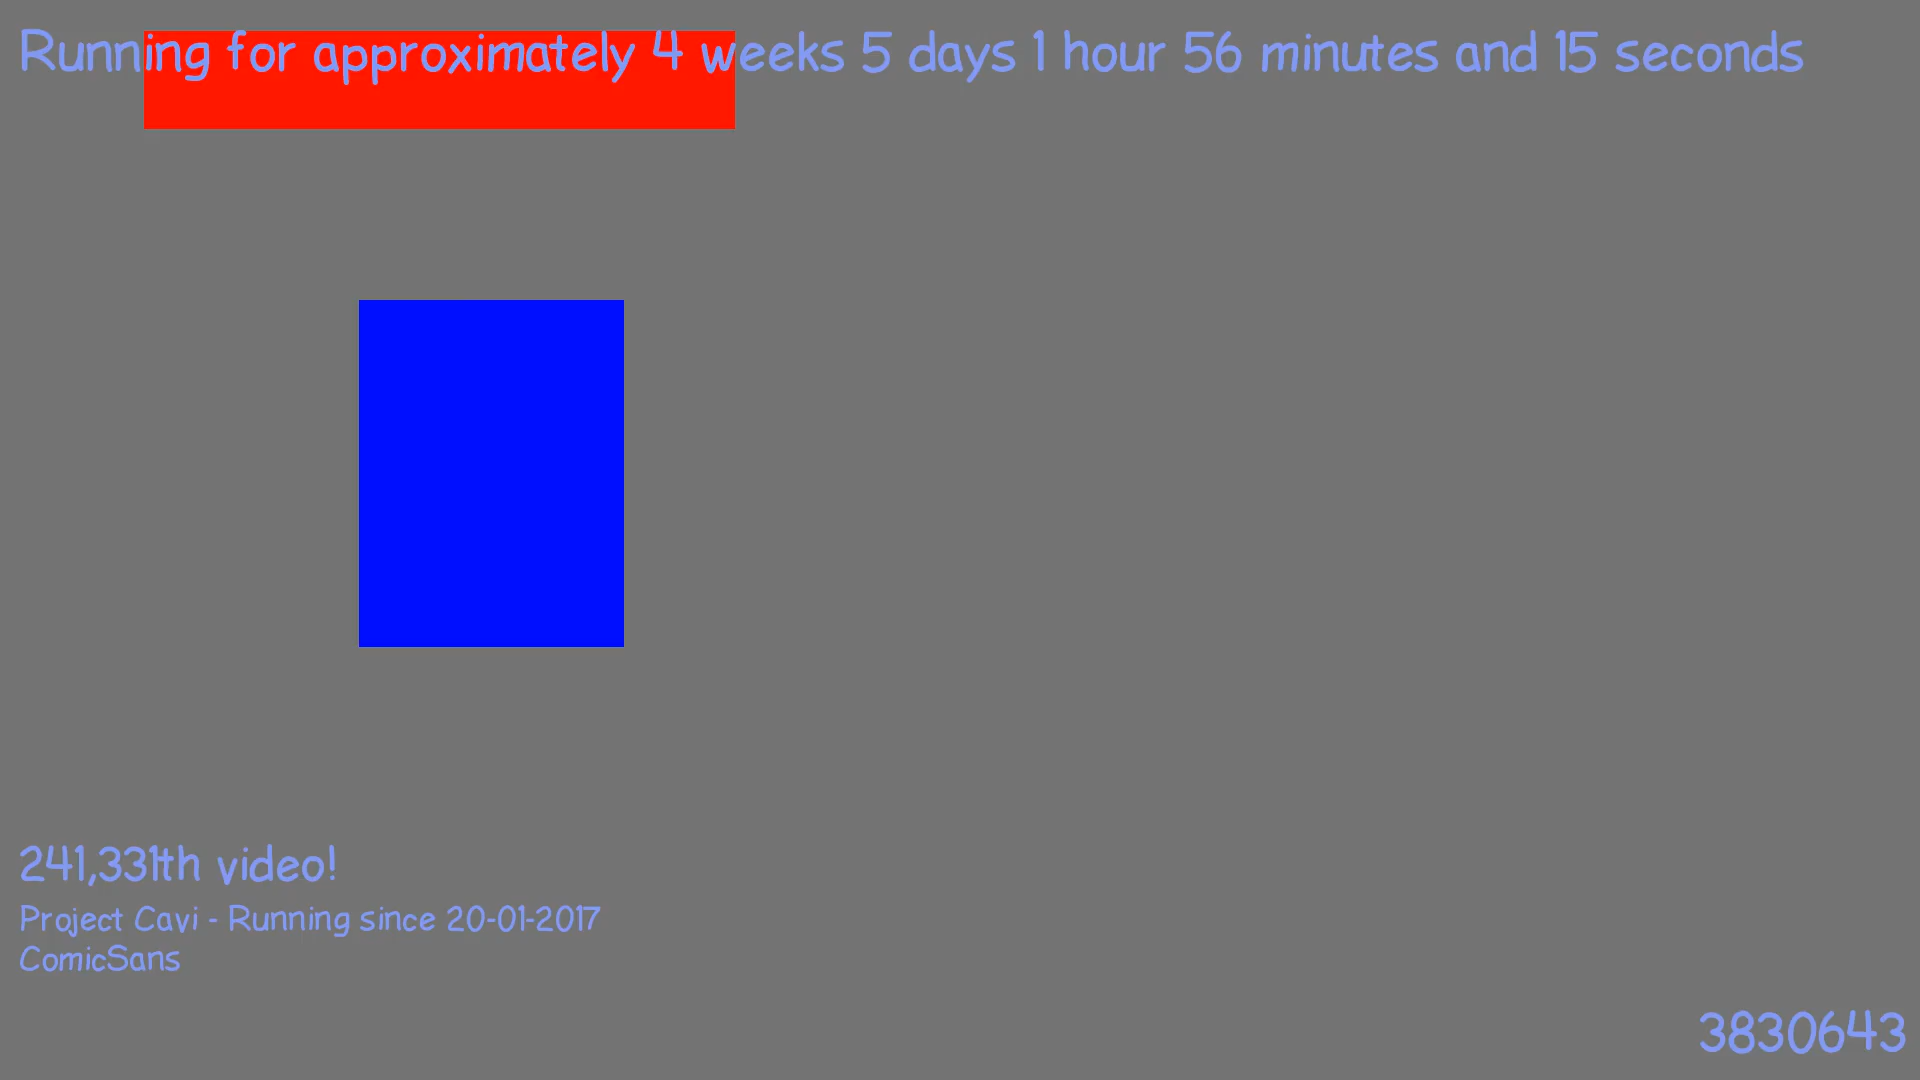 Running for approximately 4 weeks 5 days 1 hour 56 minutes and 15 seconds
241,331th video!
Project Cavi - Running since 20-01-2017
ComicSans
3830643